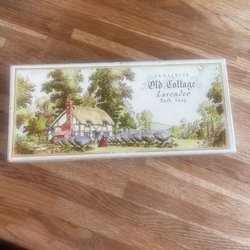 Old Cottage
Lavender
Bath Soap